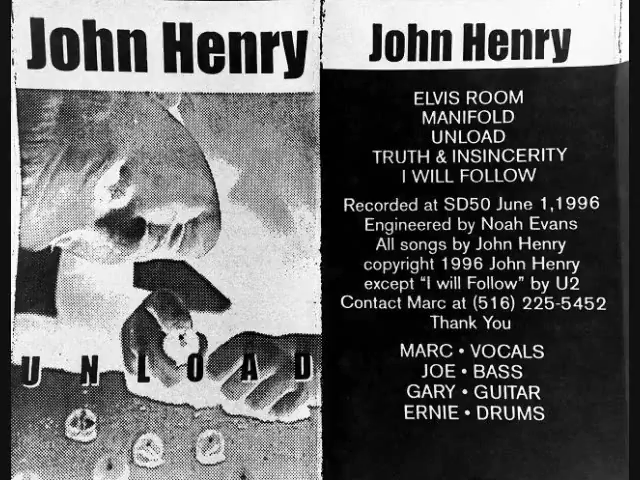 John Henry
UNLOAD
John Henry
ELVIS ROOM
MANIFOLD
UNLOAD
TRUTH & INSINCERITY
I WILL FOLLOW
Recorded at SD50 June 1,1996
Engineered by Noah Evans
All songs by John Henry
copyright 1996 John Henry
except "I will Follow" by U2
Contact Marc at (516) 225-5452
Thank You
MARC • VOCALS
JOE • BASS
GARY • GUITAR
ERNIE • DRUMS